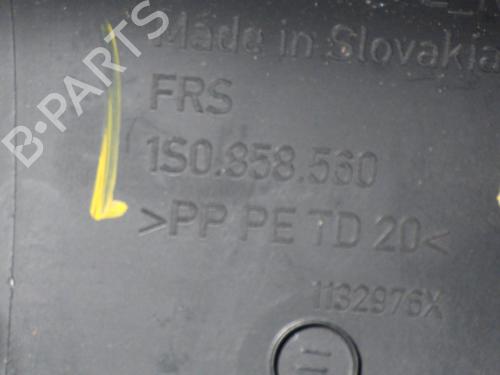 Made in Slovakia
FRS
1S0.858.560
>PP PE TD 20<
1132976X
B-PARTS